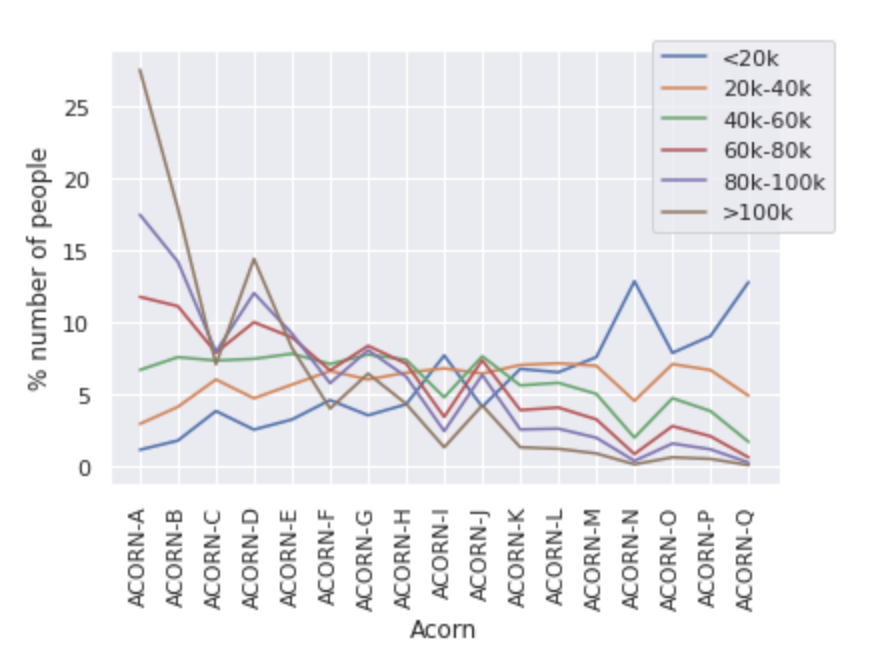 <20k
20k-40k
40k-60k
60k-80k
80k-100k
>100k
% number of people
25
20
15
10
5
0
ACORN-A
ACORN-B
ACORN-C
ACORN-D
ACORN-E
ACORN-F
ACORN-G
ACORN-H
ACORN-I
ACORN-J
ACORN-K
ACORN-L
ACORN-M
ACORN-N
ACORN-O
ACORN-P
ACORN-Q
Acorn